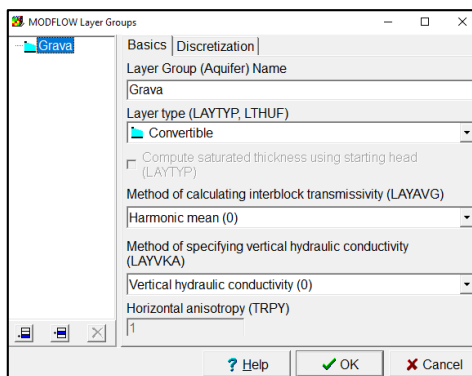 MODFLOW Layer Groups
Grava
Basics
Discretization
Layer Group (Aquifer) Name
Grava
Layer type (LAYTYP, LTHUF)
Convertible
Compute saturated thickness using starting head
(LAYTYP)
Method of calculating interblock transmissivity (LAYAVG)
Harmonic mean (0)
Method of specifying vertical hydraulic conductivity
(LAYVKA)
Vertical hydraulic conductivity (0)
Horizontal anisotropy (TRPY)
1
? Help
OK
Cancel